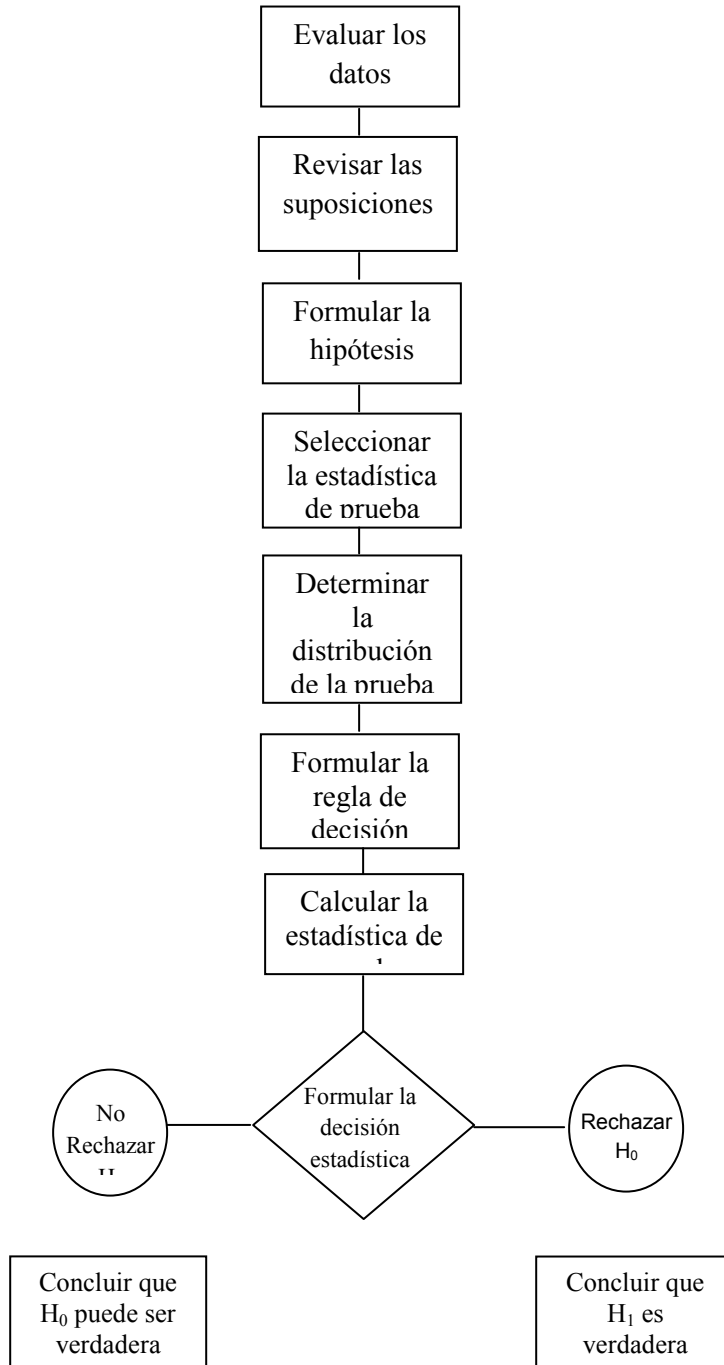 Evaluar los
datos
Revisar las
suposiciones
Formular la
hipótesis
Seleccionar
la estadística
de prueba
Determinar
la
distribución
de la prueba
Formular la
regla de
decisión
Calcular la
estadística de
Formular la
decisión
estadística
No
Rechazar
Rechazar
H₀
Concluir que
H₀ puede ser
verdadera
Concluir que
H₁ es
verdadera